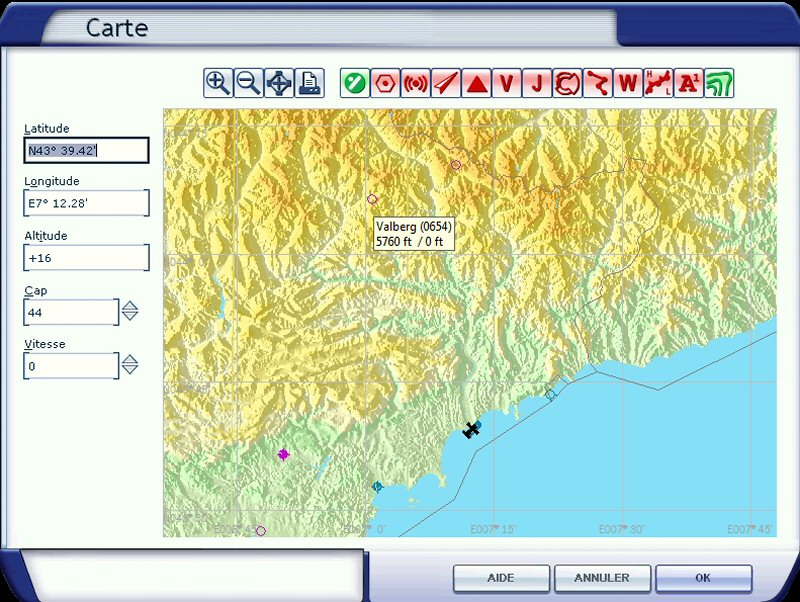 Carte
V J W H L A¹
Latitude
N43° 39.42'
Longitude
E7° 12.28'
Altitude
+16
Cap
44
Vitesse
0
Valberg (0654)
5760 ft / 0 ft
E007° 15' E007° 30' E007° 45'
AIDE ANNULER OK